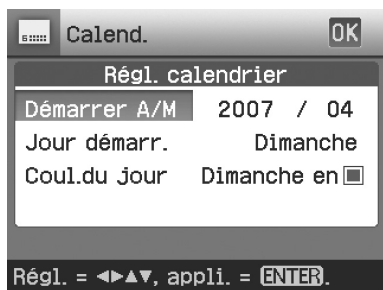 Calend. OK
Régl. calendrier
Démarrer A/M 2007 / 04
Jour démarr. Dimanche
Coul.du jour Dimanche en
Régl. = ◄►▲▼, appli. = ENTER.